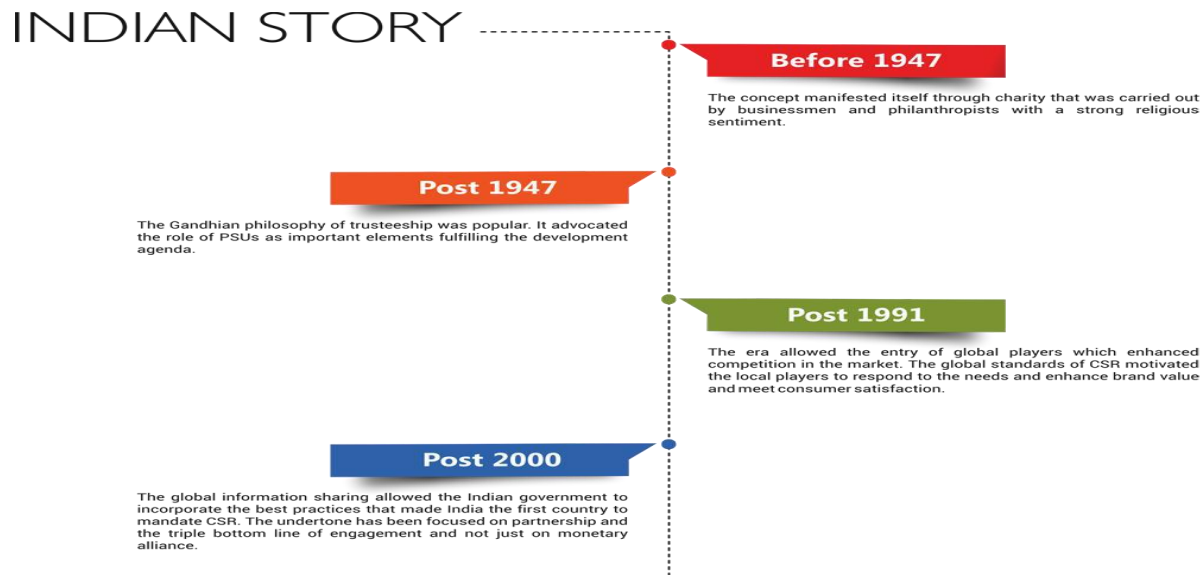 INDIAN STORY
Before 1947
The concept manifested itself through charity that was carried out
by businessmen and philanthropists with a strong religious
sentiment.
Post 1947
The Gandhian philosophy of trusteeship was popular. It advocated
the role of PSUs as important elements fulfilling the development
agenda.
Post 1991
The era allowed the entry of global players which enhanced
competition in the market. The global standards of CSR motivated
the local players to respond to the needs and enhance brand value
and meet consumer satisfaction.
Post 2000
The global information sharing allowed the Indian government to
incorporate the best practices that made India the first country to
mandate CSR. The undertone has been focused on partnership and
the triple bottom line of engagement and not just on monetary
alliance.